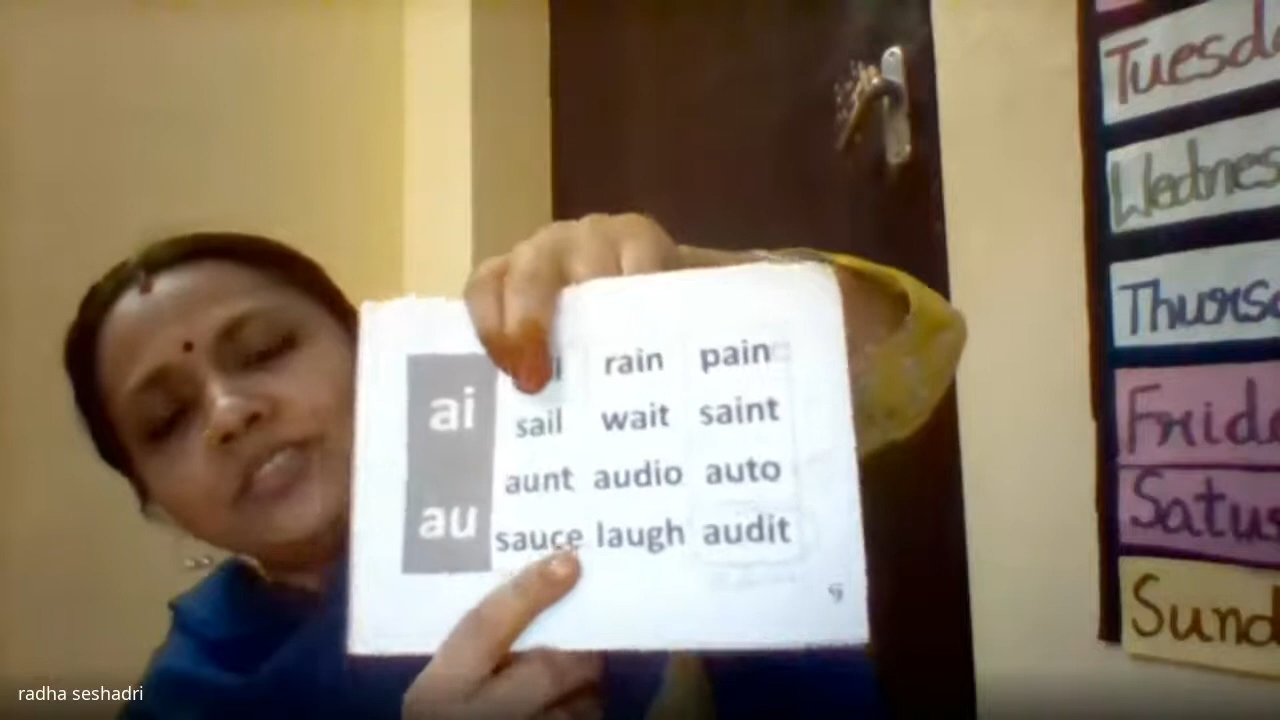 rain pain
ai
sail wait saint
aunt audio auto
au
sauce laugh audit
9
Tuesd
Wednes
Thurs
Frid
Satu
Sund
radha seshadri